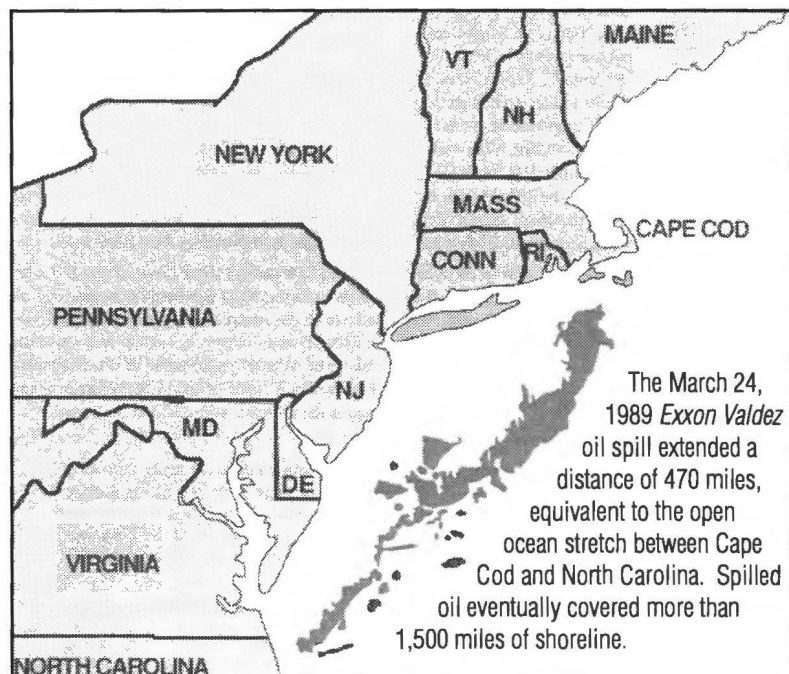 MAINE
VT
NH
NEW YORK
MASS
CAPE COD
CONN
RI
PENNSYLVANIA
NJ
MD
DE
VIRGINIA
NORTH CAROLINA
The March 24,
1989 Exxon Valdez
oil spill extended a
distance of 470 miles,
equivalent to the open
ocean stretch between Cape
Cod and North Carolina. Spilled
oil eventually covered more than
1,500 miles of shoreline.